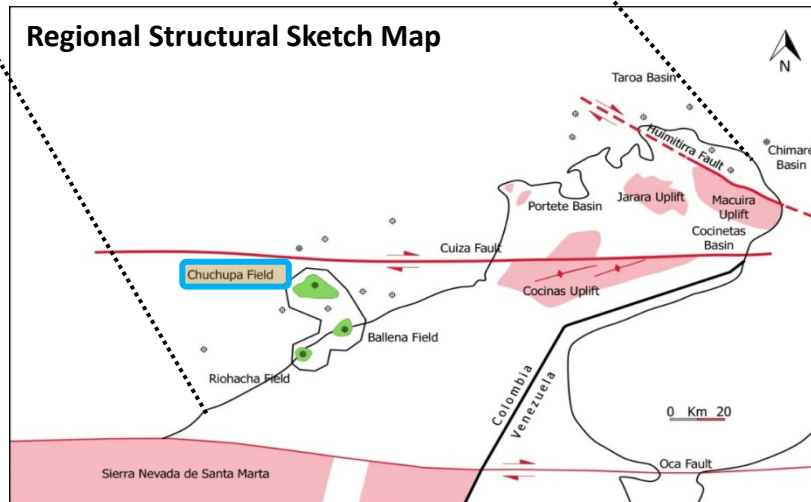 Regional Structural Sketch Map
N
Taroa Basin
Huimitirra Fault
Chimare
Basin
Portete Basin
Jarara Uplift
Macuira
Uplift
Cocinetas
Basin
Cuiza Fault
Chuchupa Field
Cocinas Uplift
Ballena Field
Riohacha Field
Colombia
Venezuela
0 Km 20
Oca Fault
Sierra Nevada de Santa Marta